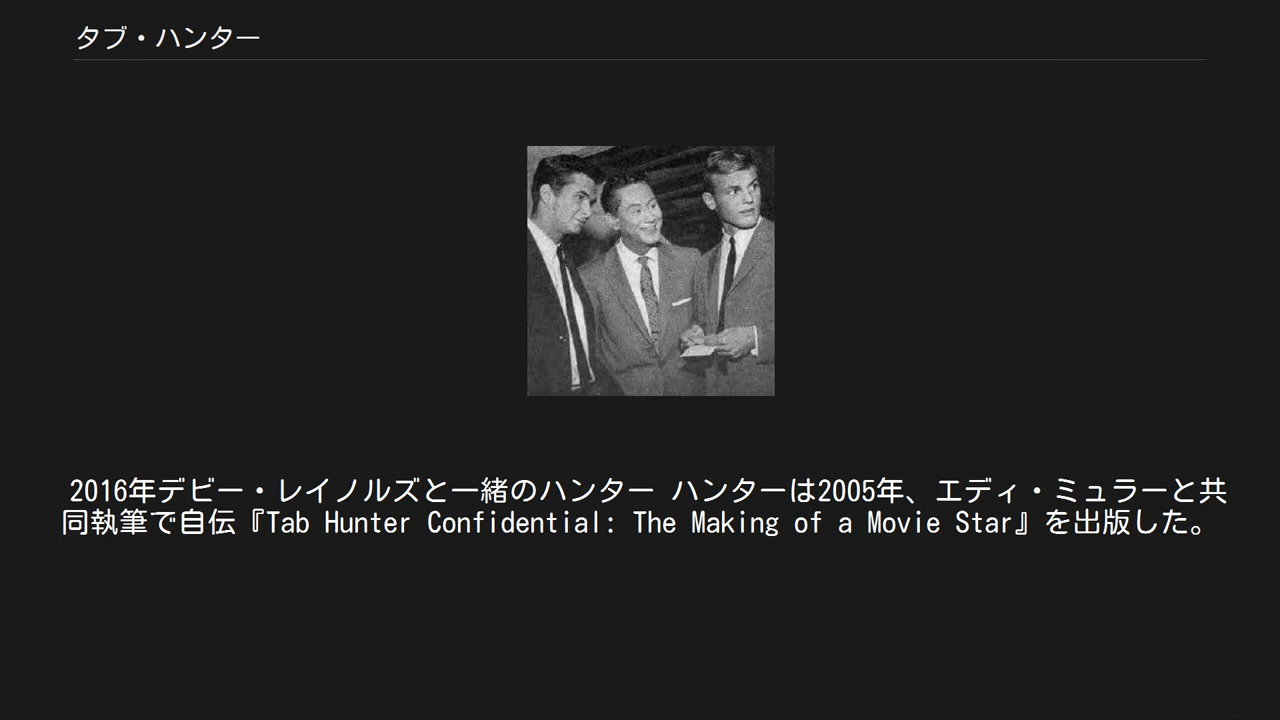 タブ・ハンター
2016年デビー・レイノルズと一緒のハンター ハンターは2005年、エディ・ミュラーと共
同執筆で自伝『Tab Hunter Confidential: The Making of a Movie Star』を出版した。